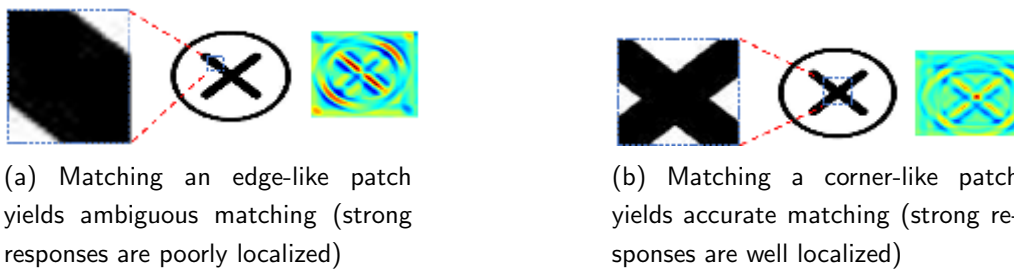 (a) Matching an edge-like patch
yields ambiguous matching (strong
responses are poorly localized)
(b) Matching a corner-like patch
yields accurate matching (strong re-
sponses are well localized)